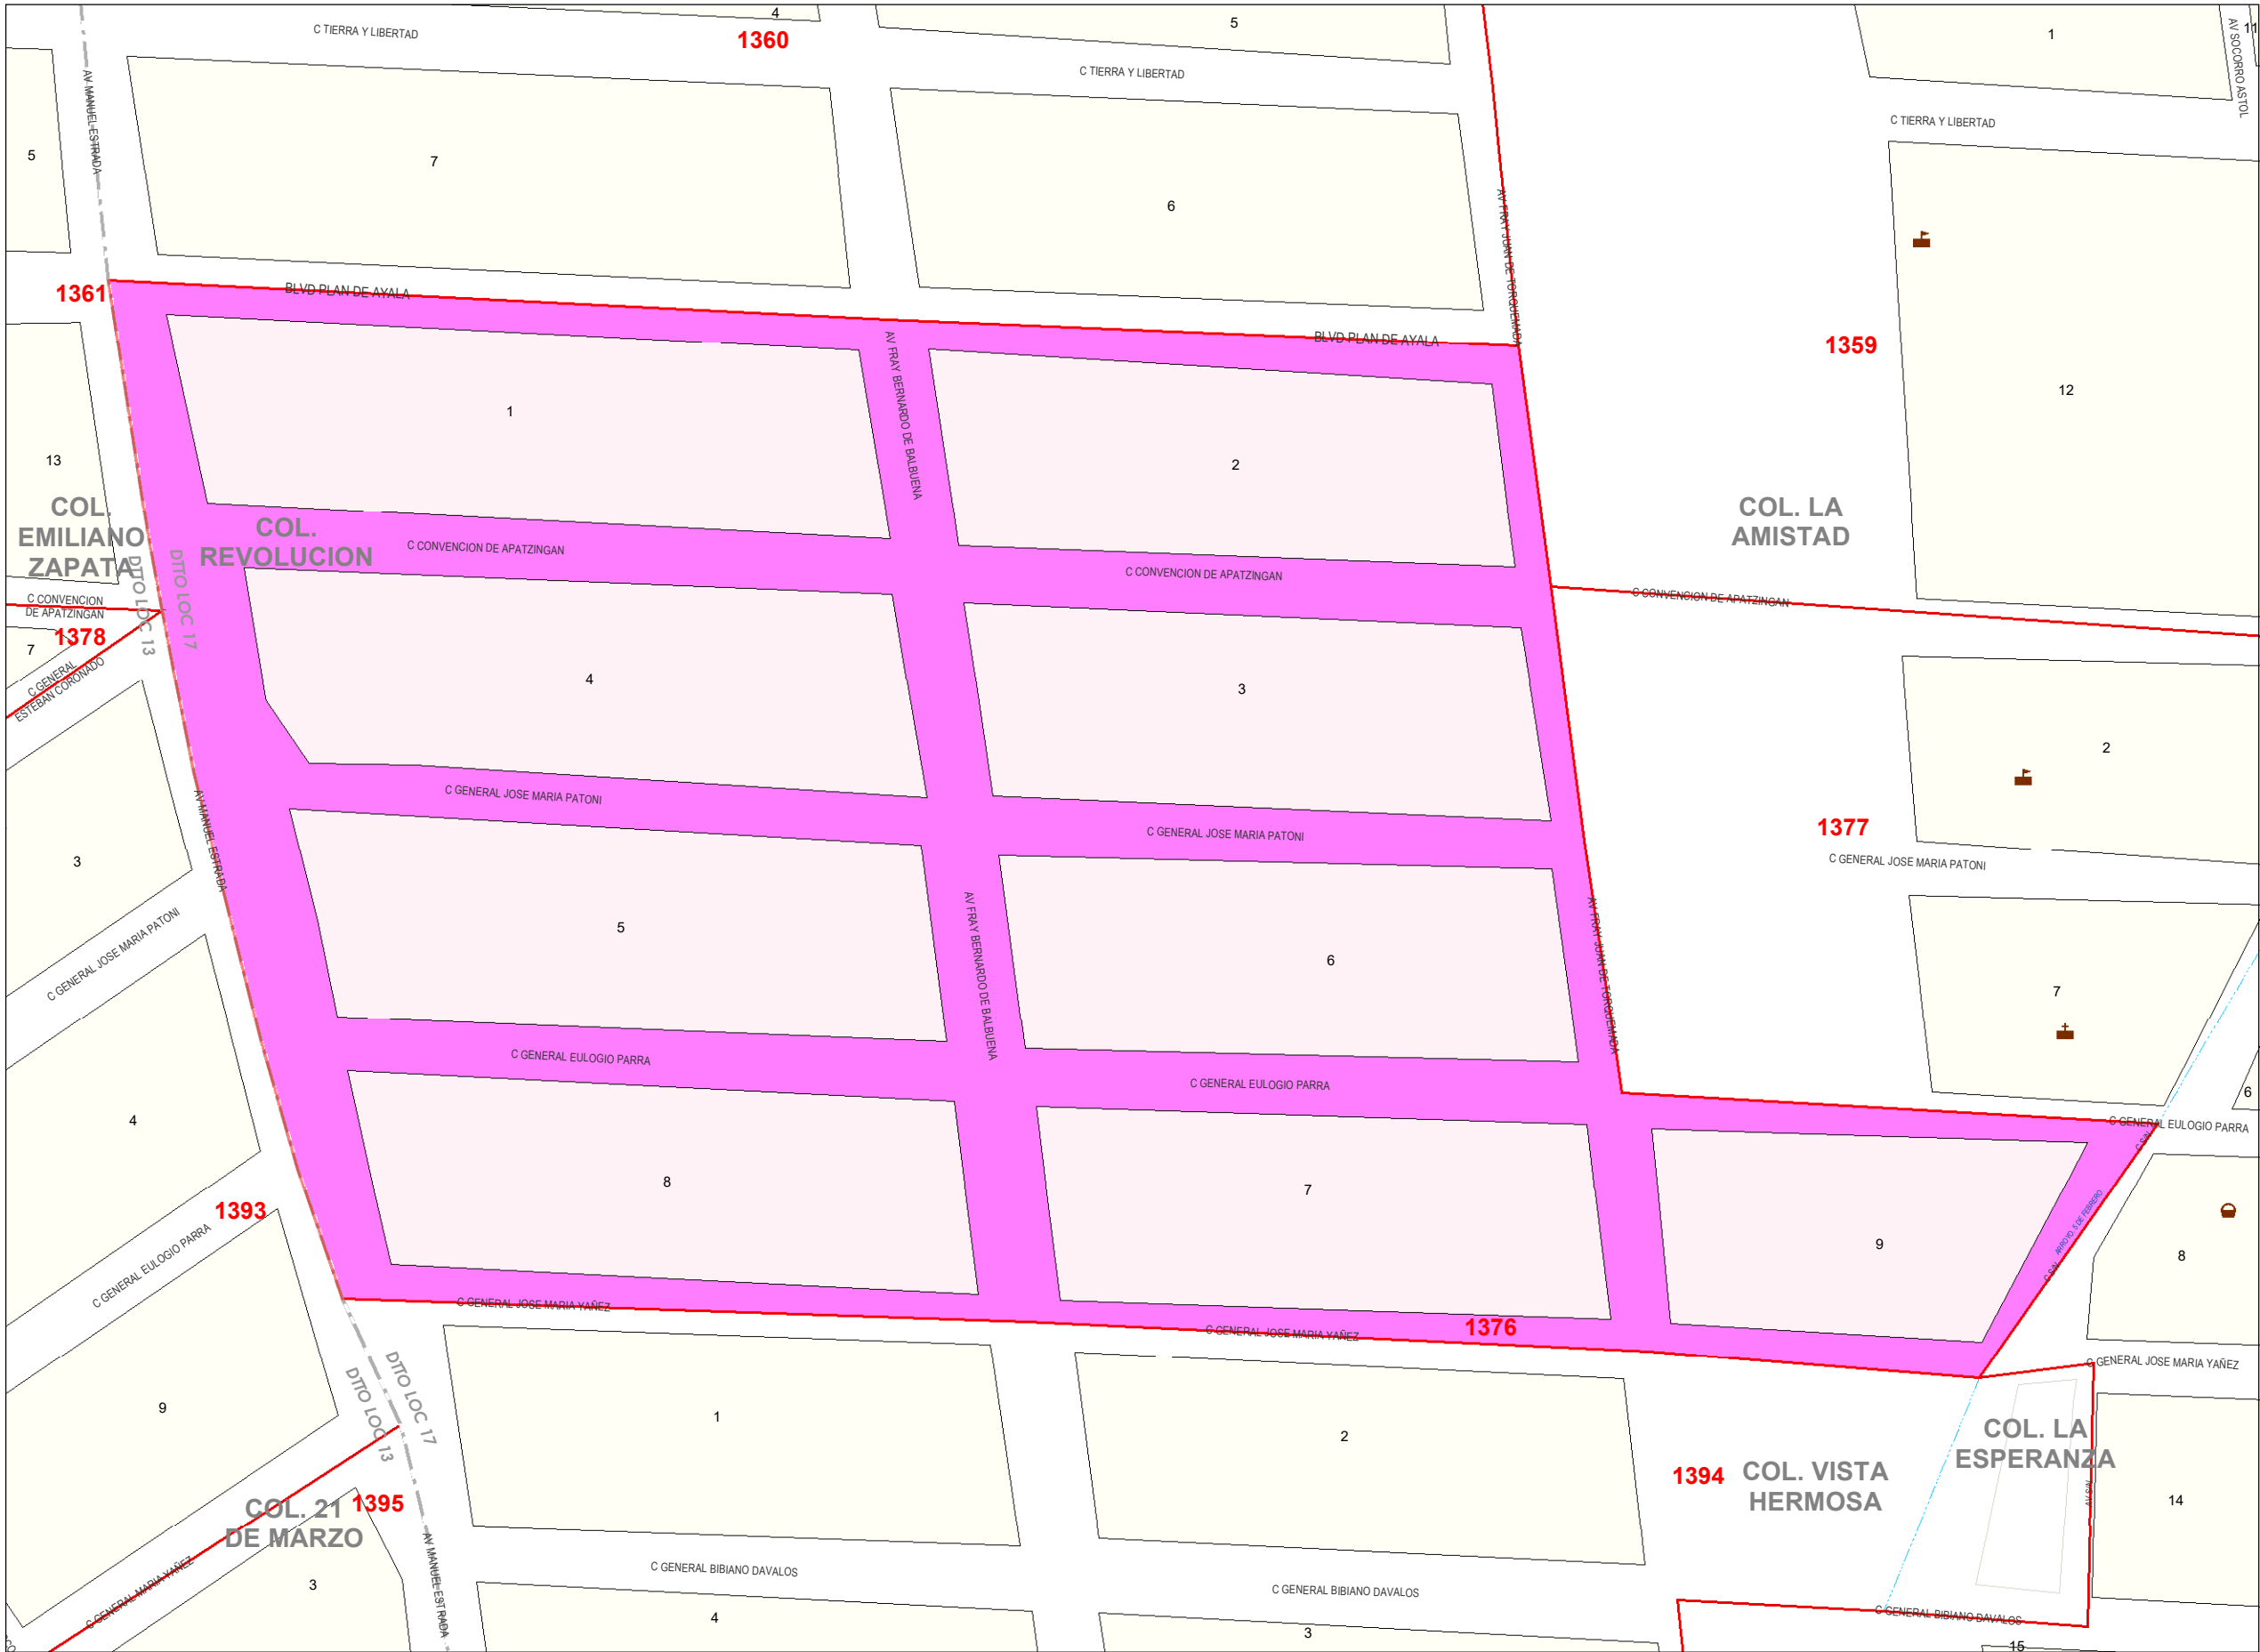 4
5
1
11
AV SOCORRO ASTOL
C TIERRA Y LIBERTAD
1360
C TIERRA Y LIBERTAD
C TIERRA Y LIBERTAD
AV MANUEL ESTRADA
5
7
6
AV FRAY JUAN DE TORQUEMADA
1361
BLVD PLAN DE AYALA
BLVD PLAN DE AYALA
1359
12
AV FRAY BERNARDO DE BALBUENA
1
2
13
COL.
EMILIANO
ZAPATA
COL.
REVOLUCION
COL. LA
AMISTAD
DTTO LOC 13
DTTO LOC 17
C CONVENCION DE APATZINGAN
C CONVENCION DE APATZINGAN
C CONVENCION DE APATZINGAN
C CONVENCION
DE APATZINGAN
1378
7
C GENERAL
ESTEBAN CORONADO
4
3
2
C GENERAL JOSE MARIA PATONI
C GENERAL JOSE MARIA PATONI
1377
C GENERAL JOSE MARIA PATONI
AV MANUEL ESTRADA
3
C GENERAL JOSE MARIA PATONI
5
AV FRAY BERNARDO DE BALBUENA
6
AV FRAY JUAN DE TORQUEMADA
7
C GENERAL EULOGIO PARRA
C GENERAL EULOGIO PARRA
6
C GENERAL EULOGIO PARRA
C S/N
4
8
7
9
ARROYO 5 DE FEBRERO
C S/N
8
1393
C GENERAL EULOGIO PARRA
C GENERAL JOSE MARIA YAÑEZ
C GENERAL JOSE MARIA YAÑEZ
1376
C GENERAL JOSE MARIA YAÑEZ
DTTO LOC 17
DTTO LOC 13
9
1
2
COL. LA
ESPERANZA
1394
COL. VISTA
HERMOSA
AV S/N
14
COL. 21
DE MARZO
1395
AV MANUEL ESTRADA
C GENERAL MARIA YAÑEZ
3
C GENERAL BIBIANO DAVALOS
C GENERAL BIBIANO DAVALOS
C GENERAL BIBIANO DAVALOS
4
3
15